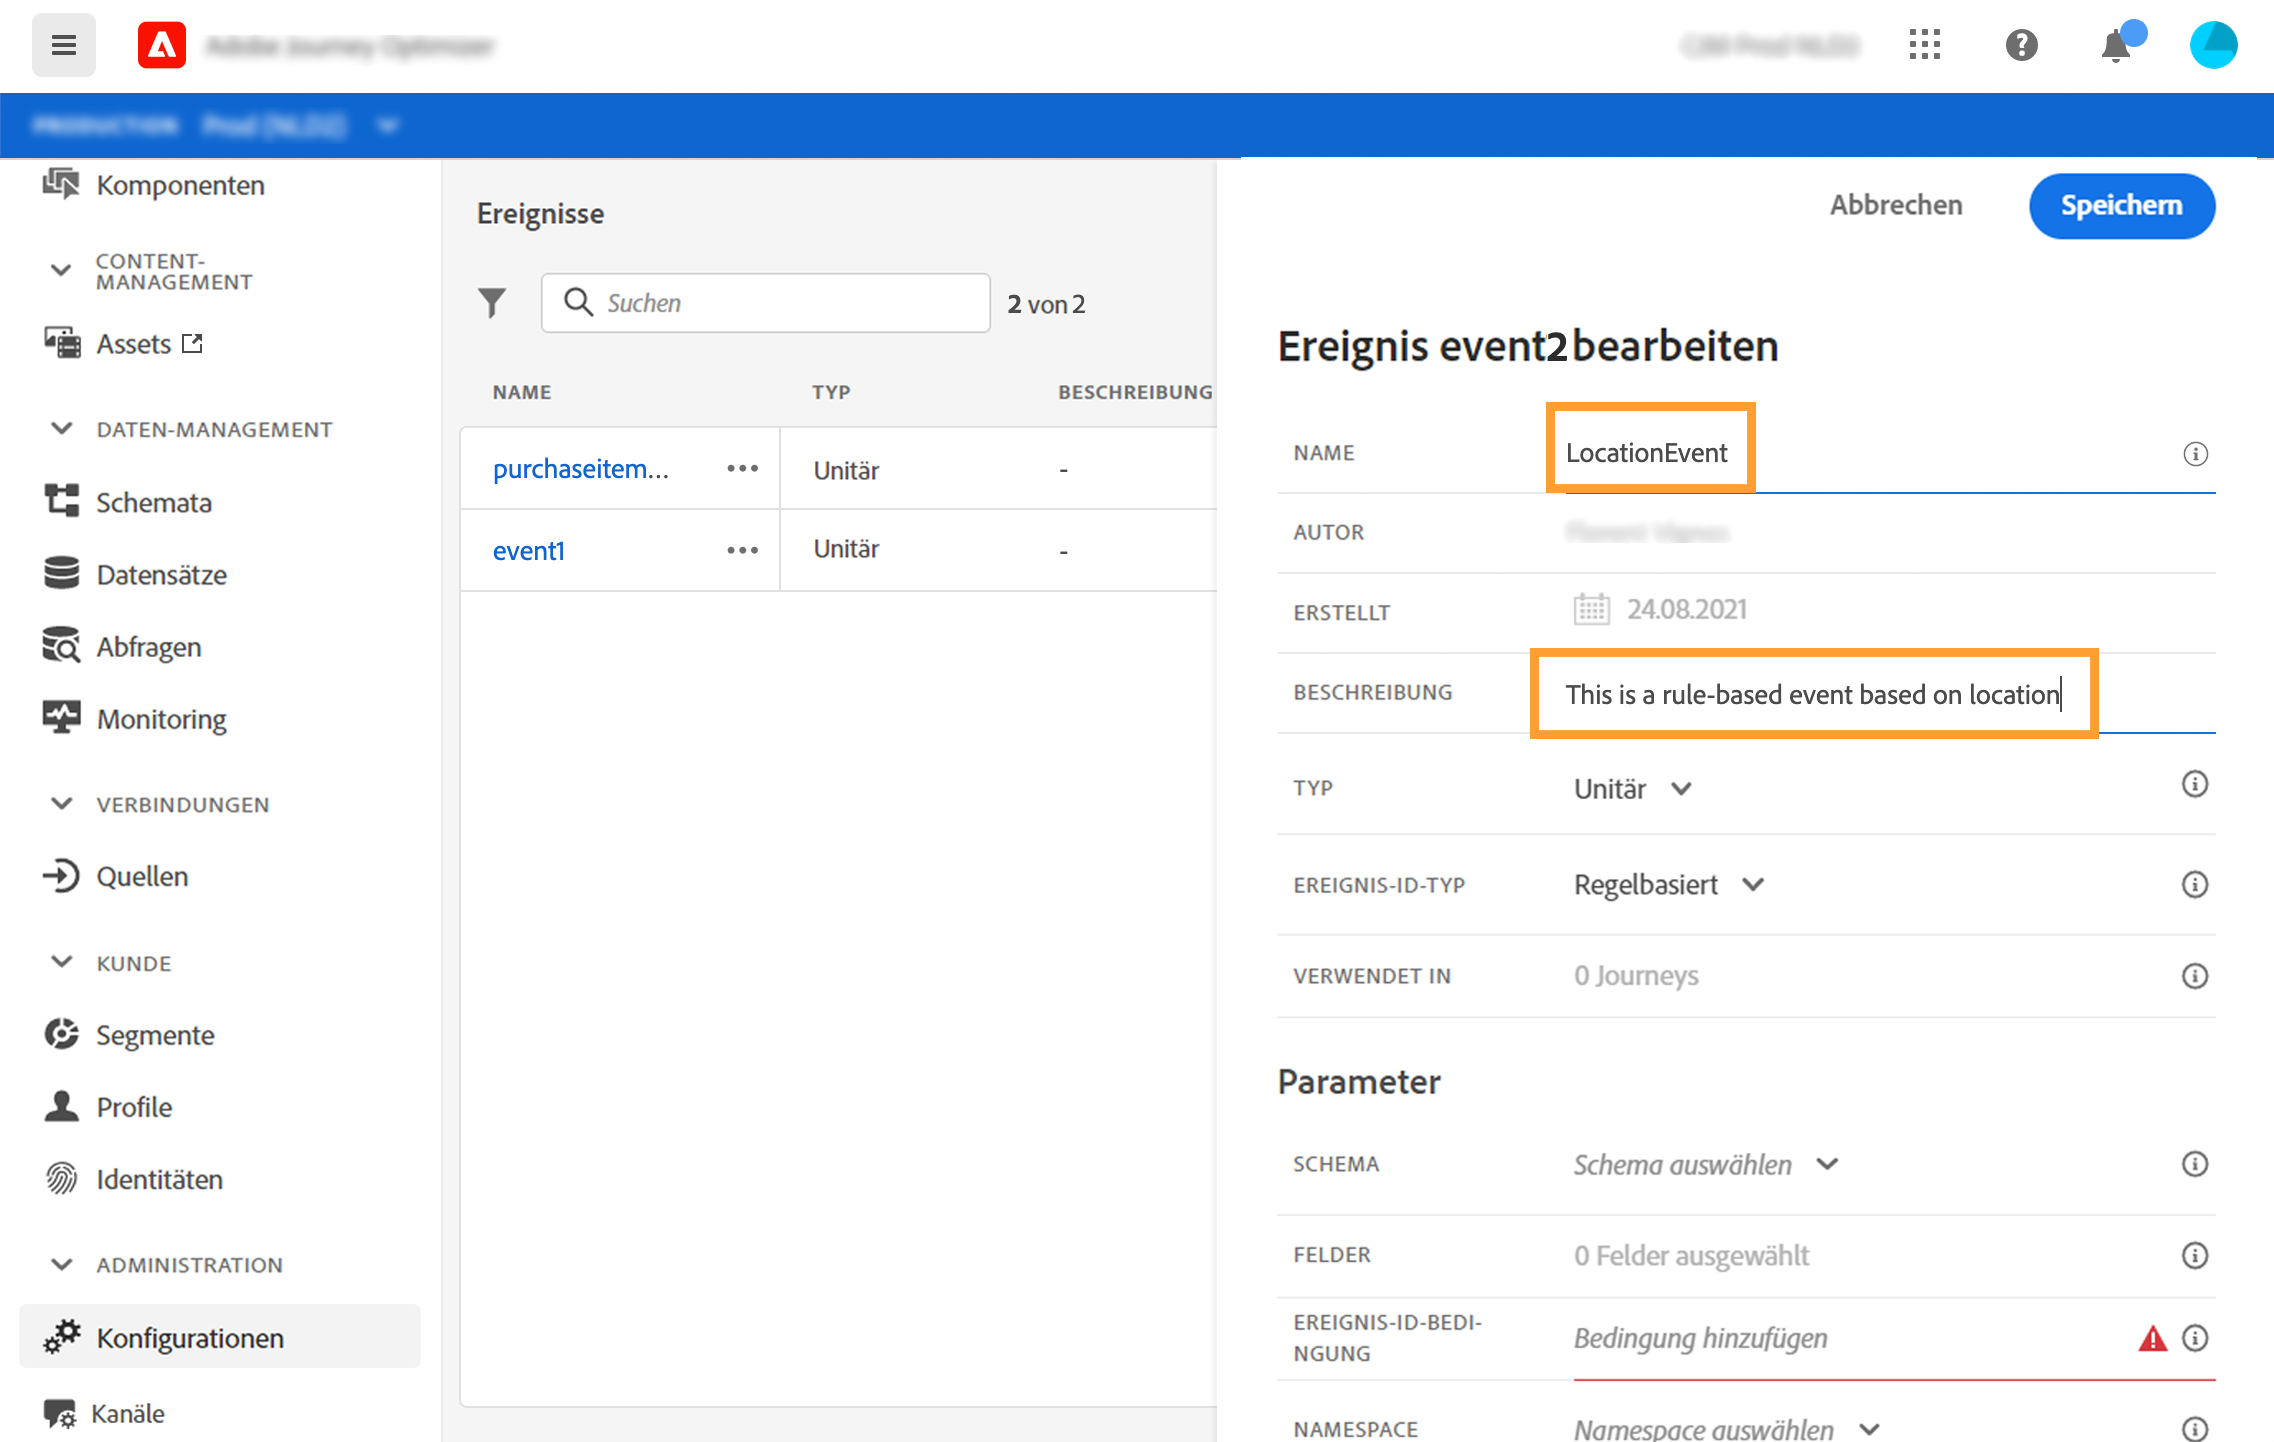 Komponenten
CONTENT-
MANAGEMENT
Assets
DATEN-MANAGEMENT
Schemata
Datensätze
Abfragen
Monitoring
VERBINDUNGEN
Quellen
KUNDE
Segmente
Profile
Identitäten
ADMINISTRATION
Konfigurationen
Kanäle
Ereignisse
Suchen
2 von 2
NAME TYP BESCHREIBUNG
purchaseitem... Unitär -
event1 Unitär -
Abbrechen Speichern
Ereignis event2 bearbeiten
NAME LocationEvent
AUTOR
ERSTELLT 24.08.2021
BESCHREIBUNG This is a rule-based event based on location
TYP Unitär
EREIGNIS-ID-TYP Regelbasiert
VERWENDET IN 0 Journeys
Parameter
SCHEMA Schema auswählen
FELDER 0 Felder ausgewählt
EREIGNIS-ID-BEDI-
NGUNG Bedingung hinzufügen
NAMESPACE Namespace auswählen